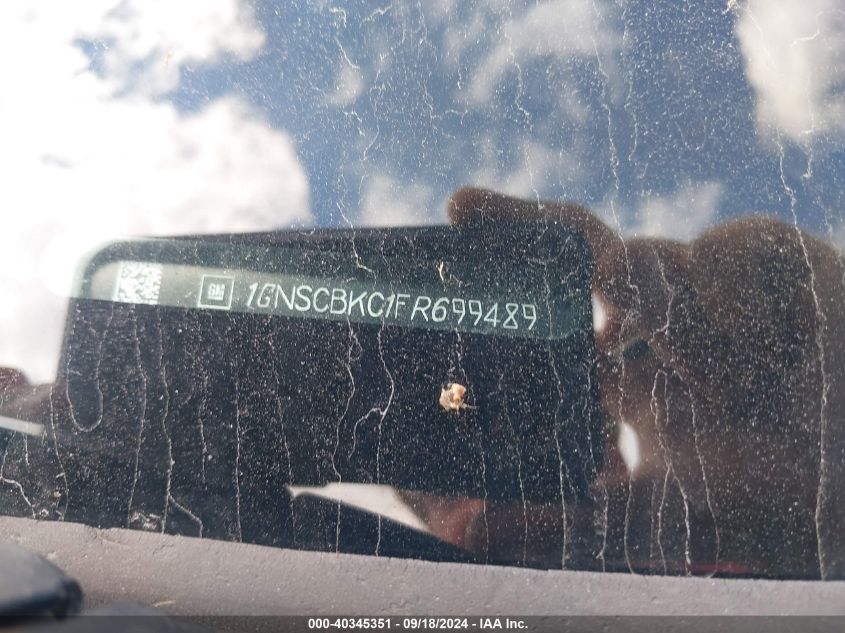 GM 1GNSCBKC1FR699489
000-40345351 - 09/18/2024 - IAA Inc.